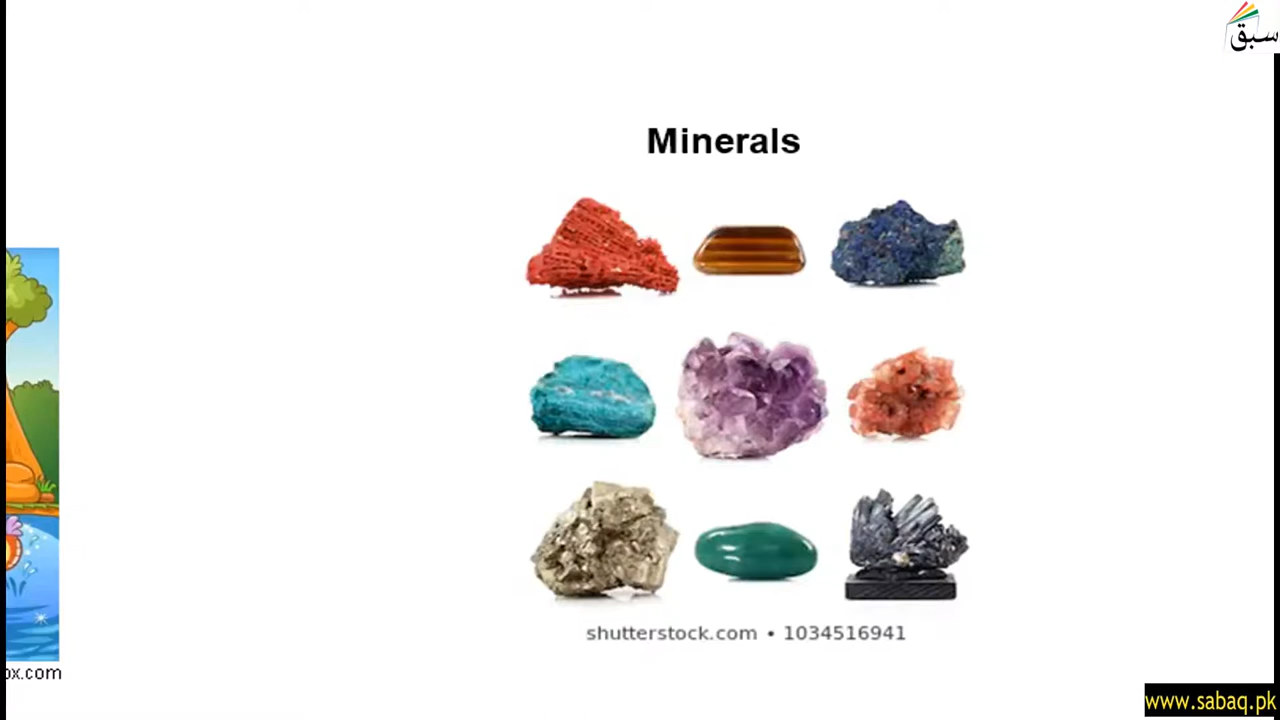 سبق
Minerals
shutterstock.com • 1034516941
ox.com
www.sabaq.pk